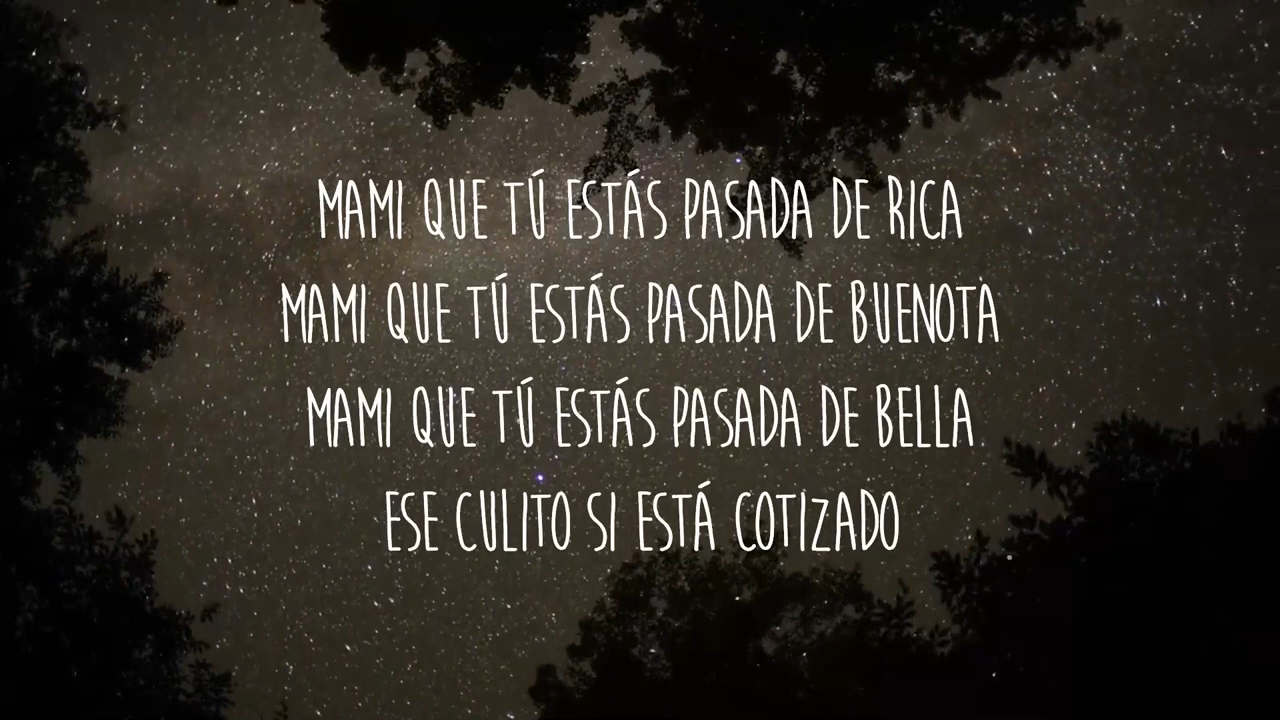 MAMI QUE TÚ ESTÁS PASADA DE RICA
MAMI QUE TÚ ESTÁS PASADA DE BUENOTA
MAMI QUE TÚ ESTÁS PASADA DE BELLA
ESE CULITO SI ESTÁ COTIZADO